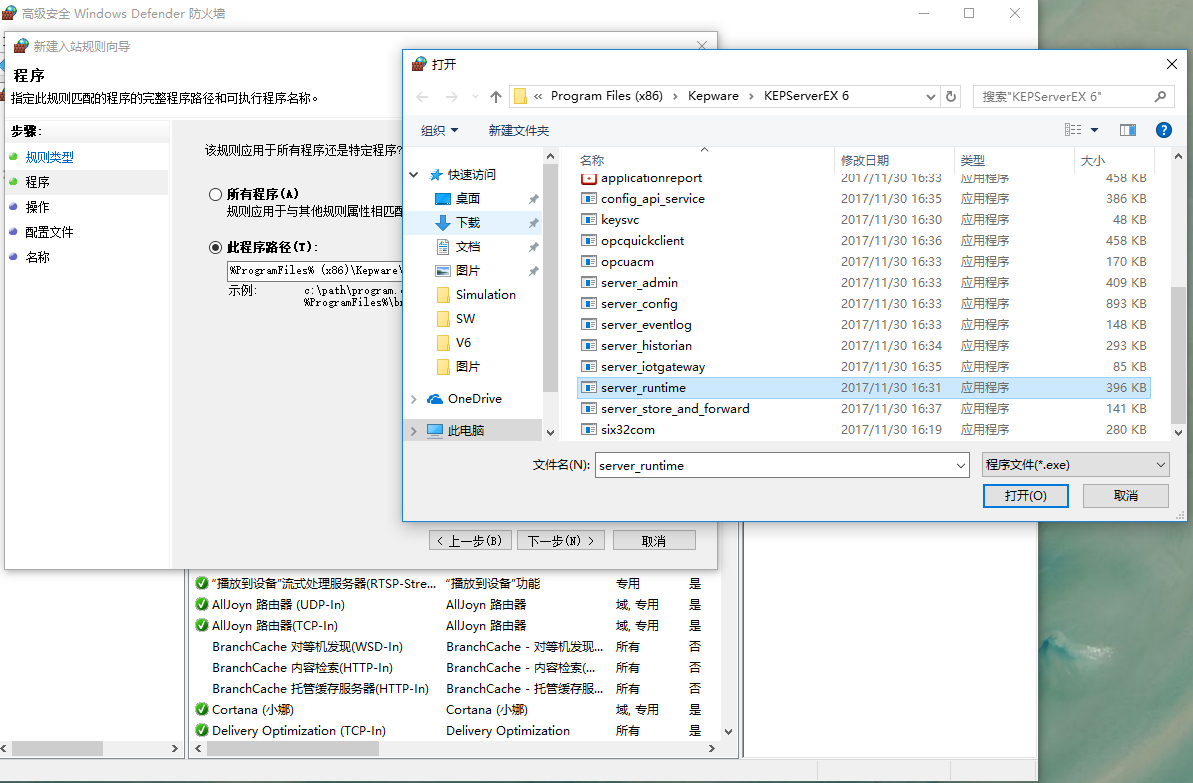 高级安全 Windows Defender 防火墙
新建入站规则向导
程序
指定此规则匹配的程序的完整程序路径和可执行程序名称。
步骤:
规则类型
程序
操作
配置文件
名称
该规则应用于所有程序还是特定程序?
所有程序(A)
规则应用于与其他规则属性相匹配
此程序路径(T):
%ProgramFiles% (x86)\Kepware\
示例:
c:\path\program.
%ProgramFiles%\b
< 上一步(B)
下一步(N) >
取消
打开
« Program Files (x86) › Kepware › KEPServerEX 6
搜索"KEPServerEX 6"
组织
新建文件夹
快速访问
桌面
下载
文档
图片
Simulation
SW
V6
图片
OneDrive
此电脑
名称 修改日期 类型 大小
applicationreport 2017/11/30 16:33 应用程序 458 KB
config_api_service 2017/11/30 16:35 应用程序 386 KB
keysvc 2017/11/30 16:30 应用程序 48 KB
opcquickclient 2017/11/30 16:36 应用程序 458 KB
opcuacm 2017/11/30 16:33 应用程序 170 KB
server_admin 2017/11/30 16:33 应用程序 409 KB
server_config 2017/11/30 16:33 应用程序 893 KB
server_eventlog 2017/11/30 16:33 应用程序 148 KB
server_historian 2017/11/30 16:34 应用程序 293 KB
server_iotgateway 2017/11/30 16:35 应用程序 85 KB
server_runtime 2017/11/30 16:31 应用程序 396 KB
server_store_and_forward 2017/11/30 16:37 应用程序 141 KB
six32com 2017/11/30 16:19 应用程序 280 KB
文件名(N): server_runtime
程序文件(*.exe)
打开(O)
取消
“播放到设备”流式处理服务器(RTSP-Stre... “播放到设备”功能 专用 是
AllJoyn 路由器 (UDP-In) AllJoyn 路由器 域, 专用 是
AllJoyn 路由器(TCP-In) AllJoyn 路由器 域, 专用 是
BranchCache 对等机发现(WSD-In) BranchCache - 对等机发现... 所有 否
BranchCache 内容检索(HTTP-In) BranchCache - 内容检索(... 所有 否
BranchCache 托管缓存服务器(HTTP-In) BranchCache - 托管缓存服... 所有 否
Cortana (小娜) Cortana (小娜) 域, 专用 是
Delivery Optimization (TCP-In) Delivery Optimization 所有 是